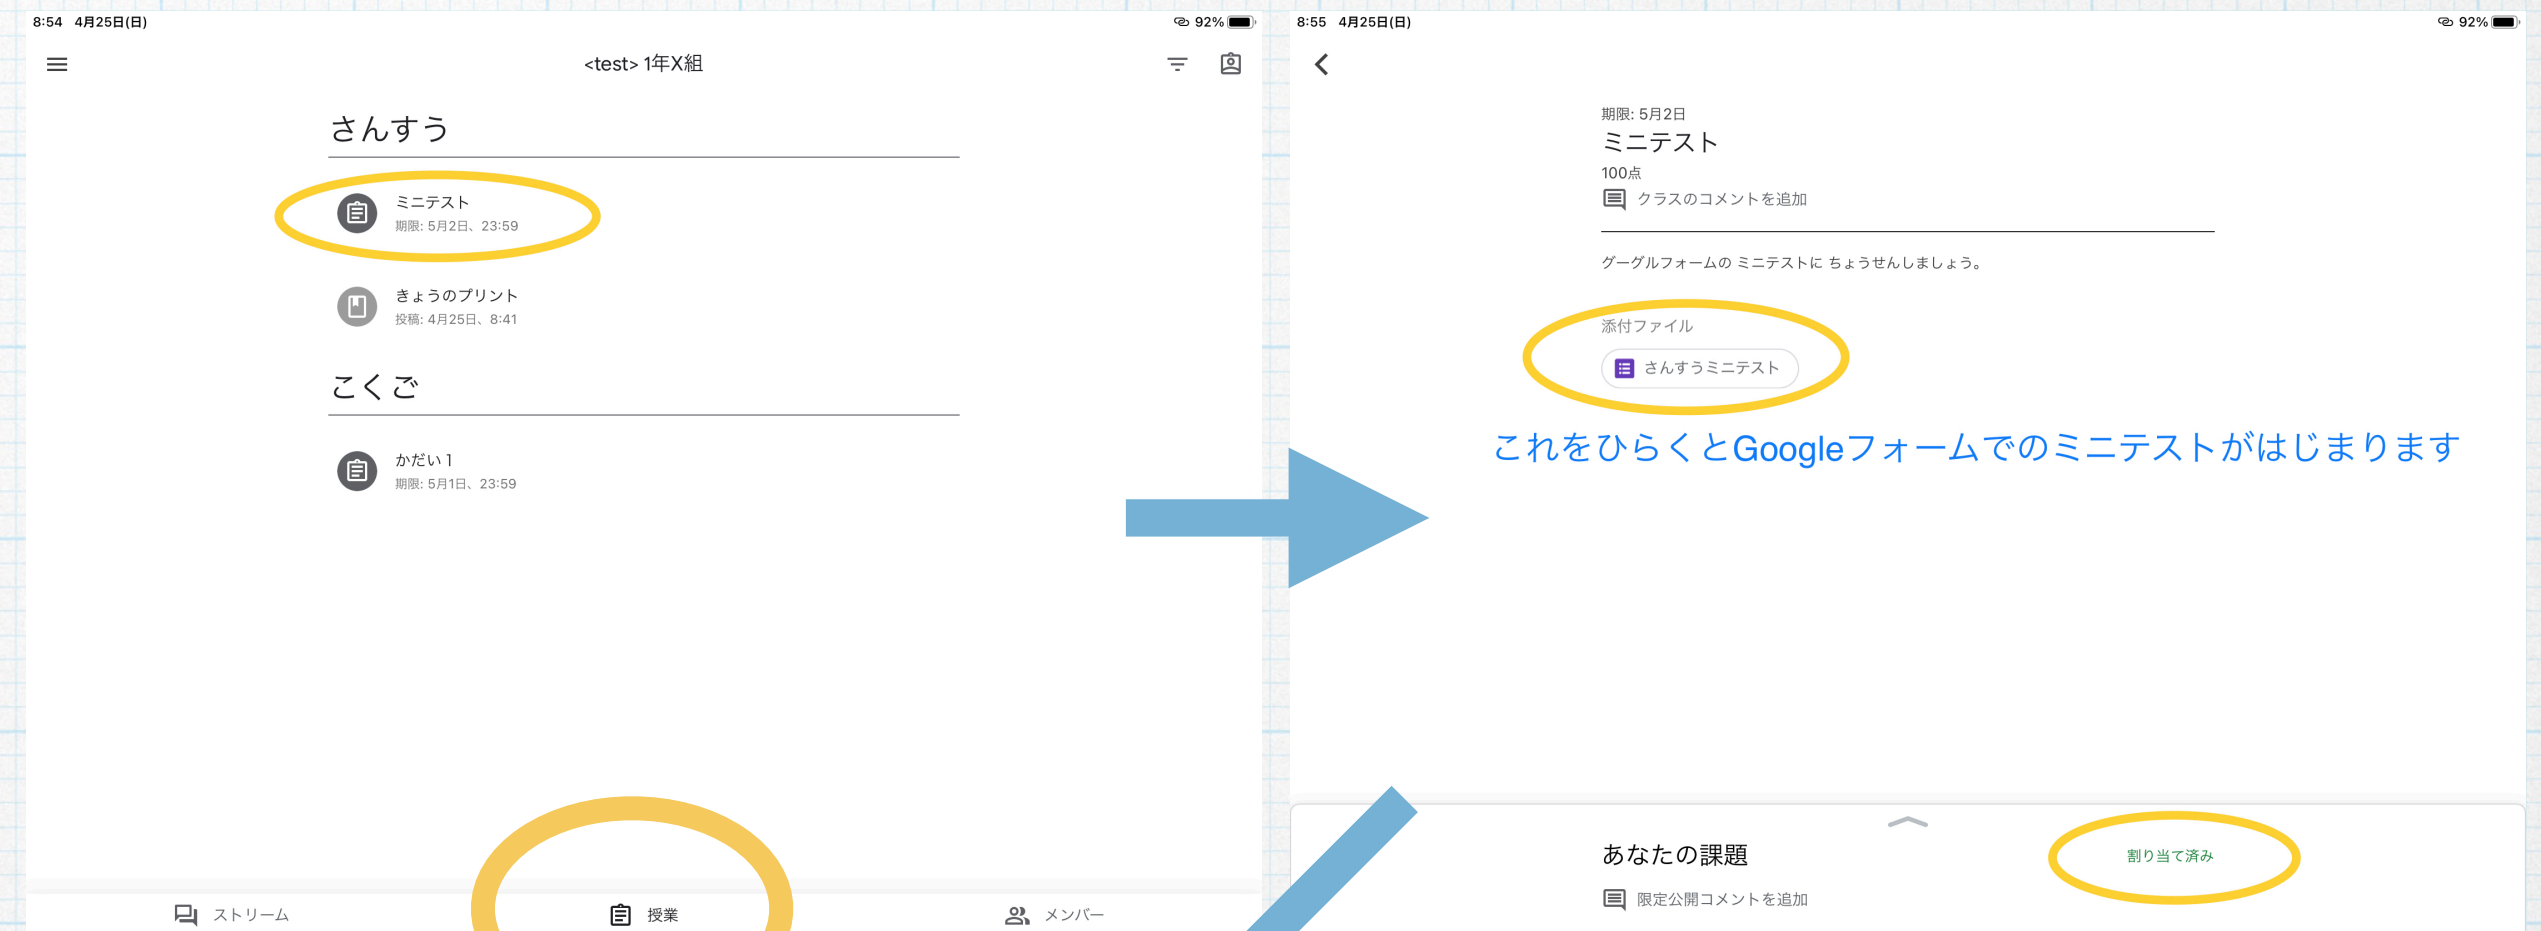 8:54 4月25日(日) 92%
<test> 1年X組
さんすう
ミニテスト
期限: 5月2日、23:59
きょうのプリント
投稿: 4月25日、8:41
こくご
かだい 1
期限: 5月1日、23:59
ストリーム 授業 メンバー
8:55 4月25日(日) 92%
期限: 5月2日
ミニテスト
100点
クラスのコメントを追加
グーグルフォームの ミニテストに ちょうせんしましょう。
添付ファイル
さんすうミニテスト
これをひらくとGoogleフォームでのミニテストがはじまります
あなたの課題 割り当て済み
限定公開コメントを追加